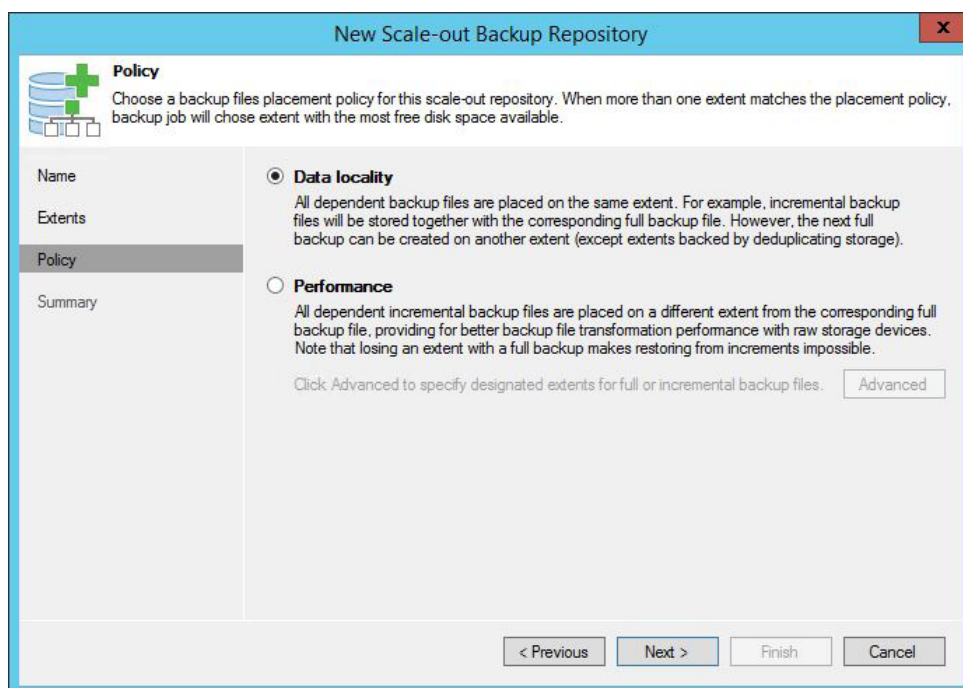 New Scale-out Backup Repository
x
Policy
Choose a backup files placement policy for this scale-out repository. When more than one extent matches the placement policy,
backup job will chose extent with the most free disk space available.
Name
Extents
Policy
Summary
Data locality
All dependent backup files are placed on the same extent. For example, incremental backup
files will be stored together with the corresponding full backup file. However, the next full
backup can be created on another extent (except extents backed by deduplicating storage).
Performance
All dependent incremental backup files are placed on a different extent from the corresponding full
backup file, providing for better backup file transformation performance with raw storage devices.
Note that losing an extent with a full backup makes restoring from increments impossible.
Click Advanced to specify designated extents for full or incremental backup files. Advanced
< Previous Next > Finish Cancel